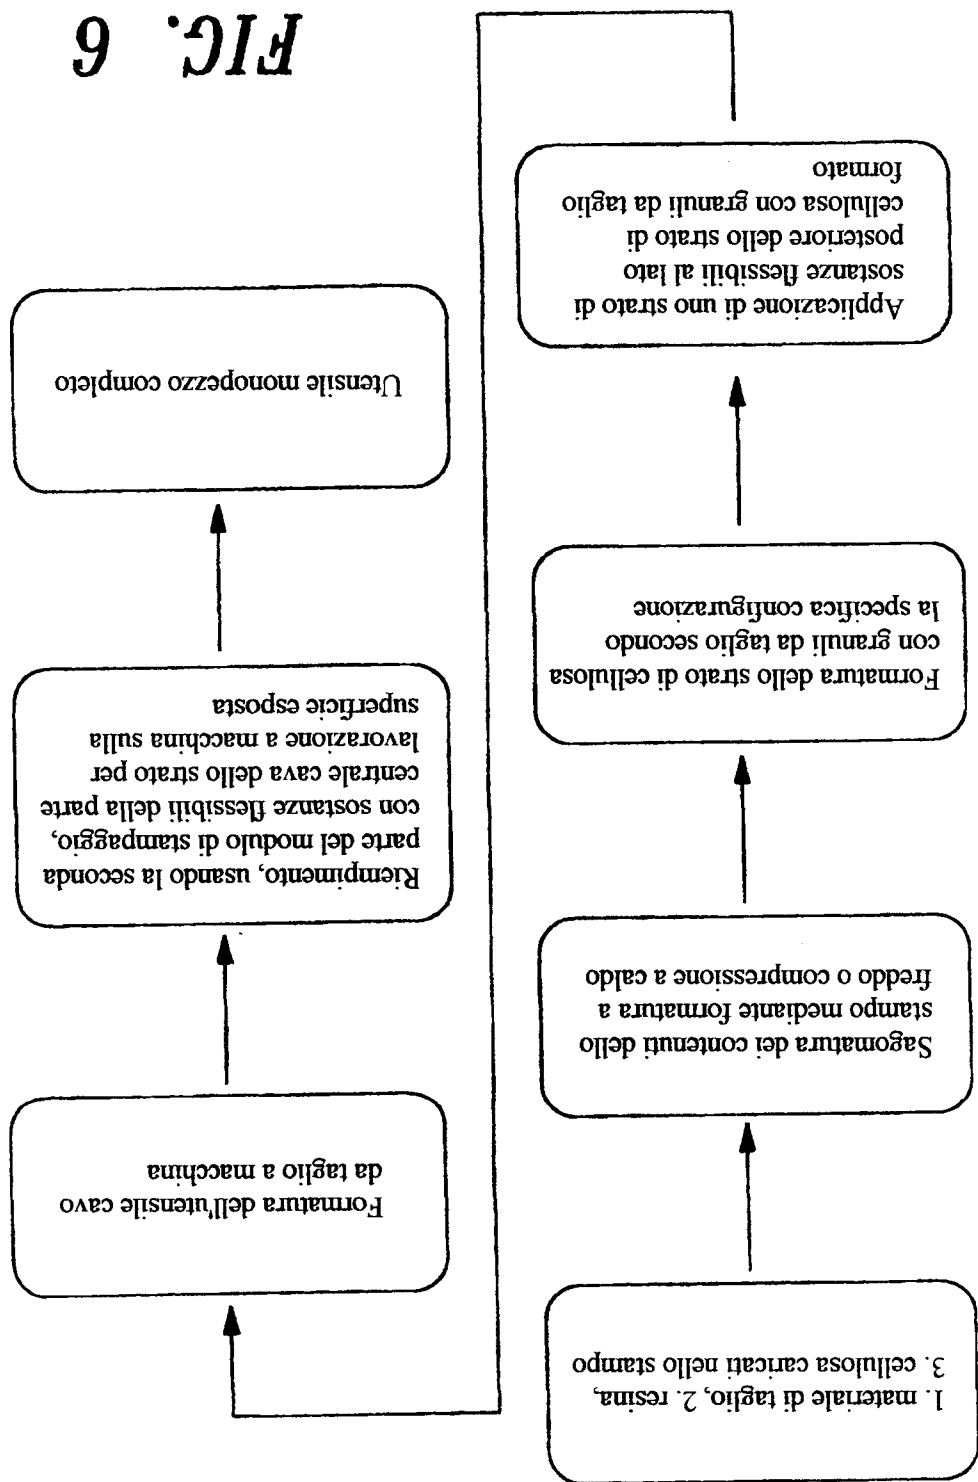 1. materiale di taglio, 2. resina,
3. cellulosa caricati nello stampo
Sagomatura dei contenuti dello
stampo mediante formatura a
freddo o compressione a caldo
Formatura dello strato di cellulosa
con granuli da taglio secondo
la specifica configurazione
Applicazione di uno strato di
sostanze flessibili al lato
posteriore dello strato di
cellulosa con granuli da taglio
formato
Formatura dell'utensile cavo
da taglio a macchina
Riempimento, usando la seconda
parte del modulo di stampaggio,
con sostanze flessibili della parte
centrale cava dello strato per
lavorazione a macchina sulla
superficie esposta
Utensile monopezzo completo
FIG. 6